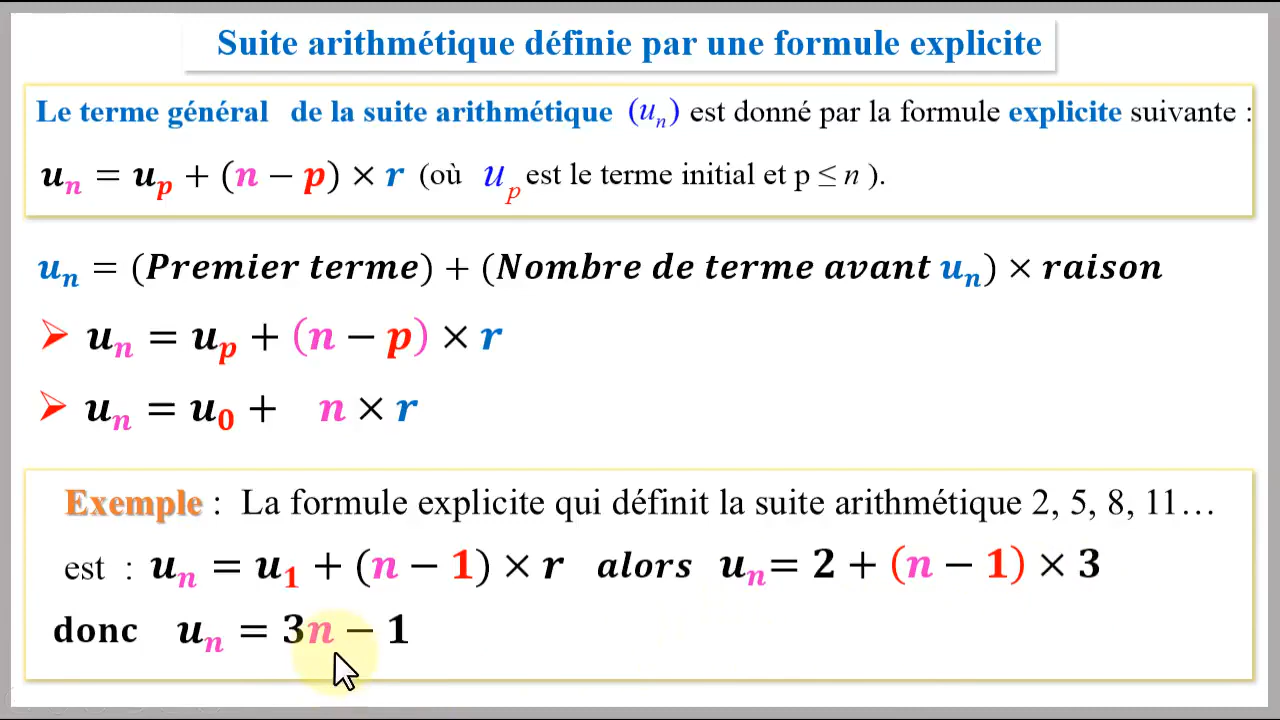 Suite arithmétique définie par une formule explicite
Le terme général de la suite arithmétique (uₙ) est donné par la formule explicite suivante :
uₙ = uₚ + (n − p) × r (où uₚ est le terme initial et p ≤ n ).
uₙ = (Premier terme) + (Nombre de terme avant uₙ) × raison
➢ uₙ = uₚ + (n − p) × r
➢ uₙ = u₀ + n × r
Exemple : La formule explicite qui définit la suite arithmétique 2, 5, 8, 11…
est : uₙ = u₁ + (n − 1) × r alors uₙ= 2 + (n − 1) × 3
donc uₙ = 3n − 1